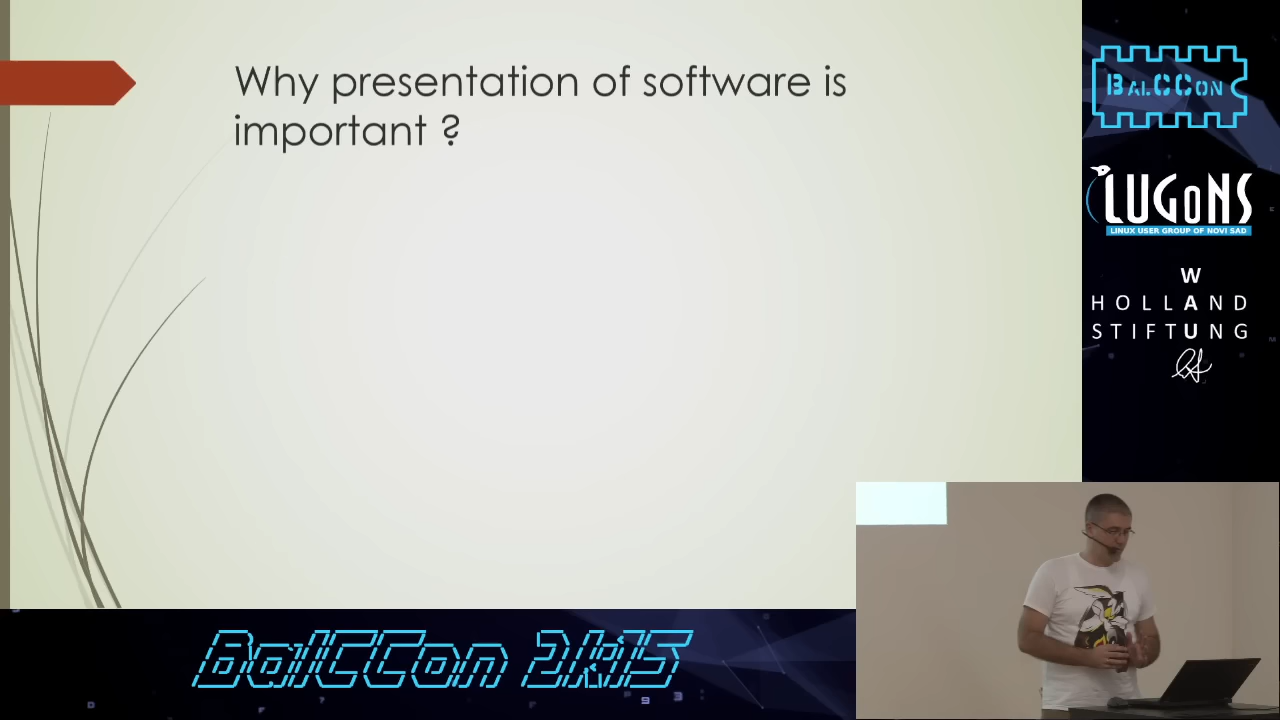 Why presentation of software is
important ?
BALCCON
LUGONS
LINUX USER GROUP OF NOVI SAD
W
HOLLAND
STIFTUNG
BalCCon 2k15